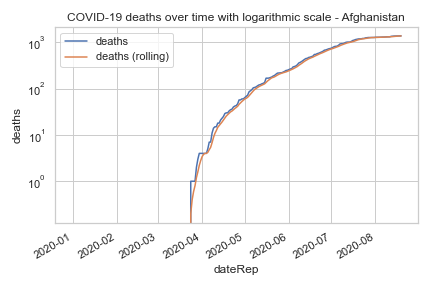 COVID-19 deaths over time with logarithmic scale - Afghanistan
deaths
deaths (rolling)
10³
10²
10¹
10⁰
deaths
2020-01
2020-02
2020-03
2020-04
2020-05
2020-06
2020-07
2020-08
dateRep